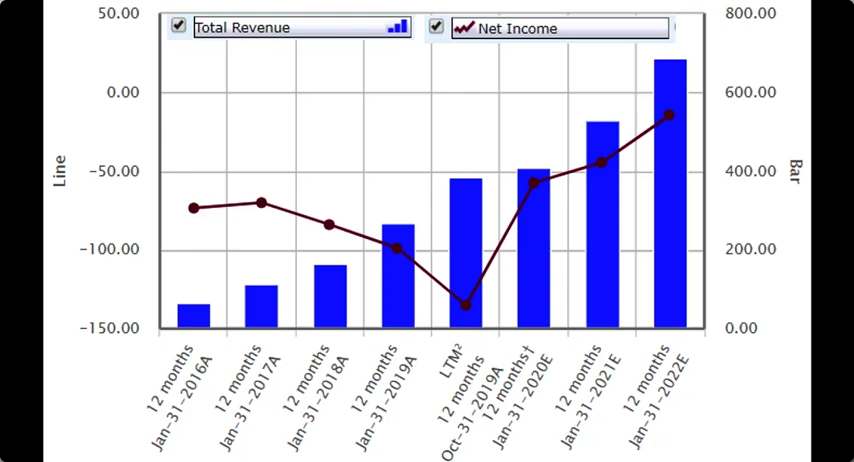 50.00
0.00
-50.00
-100.00
-150.00
Line
Total Revenue
Net Income
800.00
600.00
400.00
200.00
0.00
Bar
12 months
Jan-31-2016A
12 months
Jan-31-2017A
12 months
Jan-31-2018A
12 months
Jan-31-2019A
LTM²
12 months
Oct-31-2019A
12 months†
Jan-31-2020E
12 months
Jan-31-2021E
12 months
Jan-31-2022E